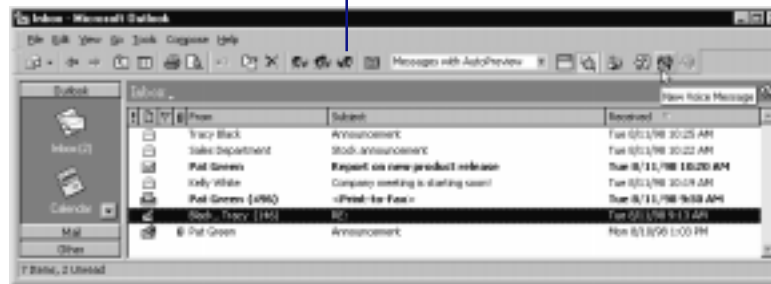 Inbox - Microsoft Outlook
File Edit View Go Tools Compose Help
Messages with AutoPreview
Outlook Inbox
New Voice Message
From Subject Received
Tracy Black Announcement Tue 8/11/98 10:25 AM
Sales Department Stock announcement Tue 8/11/98 10:22 AM
Inbox (2)
Pat Green Report on new product release Tue 8/11/98 10:20 AM
Kelly White Company meeting is starting soon! Tue 8/11/98 10:19 AM
Pat Green (496) <Print-to-Fax> Tue 8/11/98 9:50 AM
Calendar
Black, Tracy (146) RE: Tue 8/11/98 9:13 AM
Mail
Pat Green Announcement Mon 8/10/98 1:03 PM
Other
7 Items, 2 Unread